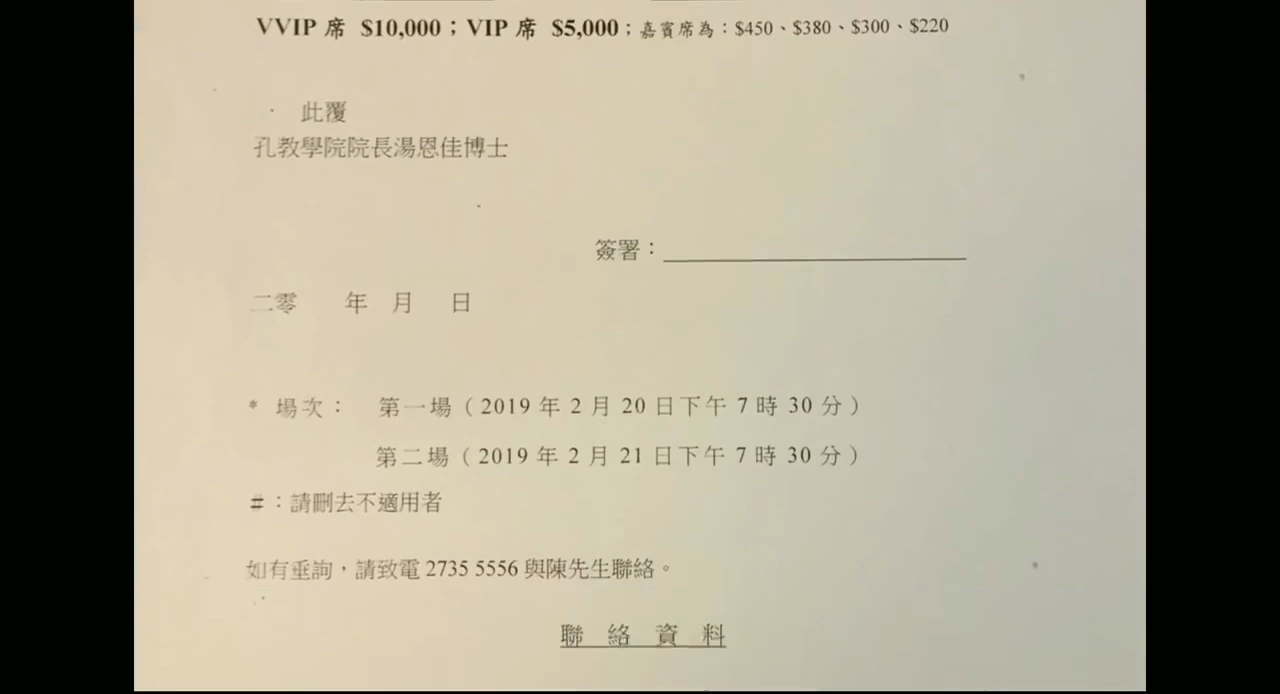 VVIP 席 $10,000；VIP 席 $5,000；嘉賓席為：$450、$380、$300、$220
此覆
孔教學院院長湯恩佳博士
簽署：
二零 年 月 日
* 場次： 第一場（2019 年 2 月 20 日下午 7 時 30 分）
第二場（2019 年 2 月 21 日下午 7 時 30 分）
#：請刪去不適用者
如有垂詢，請致電 2735 5556 與陳先生聯絡。
聯 絡 資 料